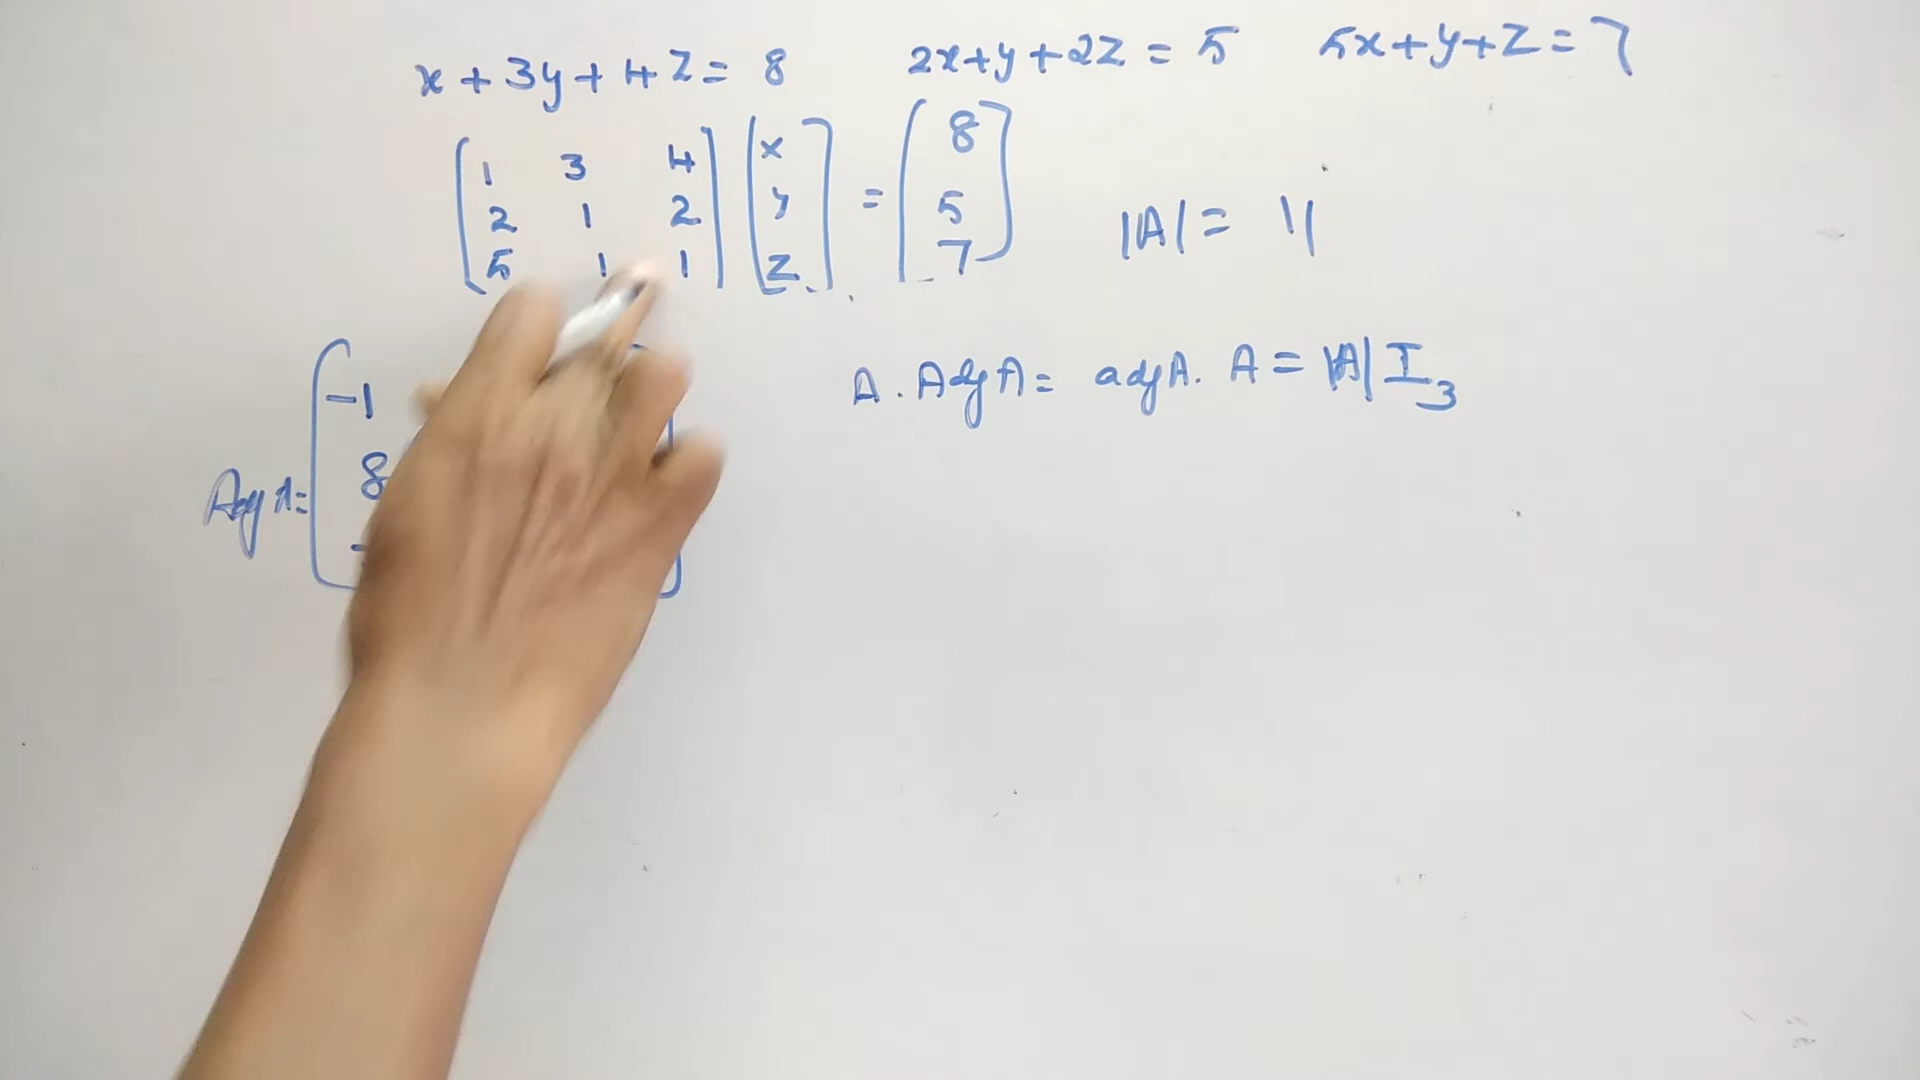 x + 3y + 4z = 8 2x + y + 2z = 5 5x + y + z = 7
[1 3 4] [x] = [8]
[2 1 2] [y] [5] |A| = 11
[5 1 1] [z] [7]
A . Adj A = adj A . A = |A| I₃
-1
8
Adj A =
-